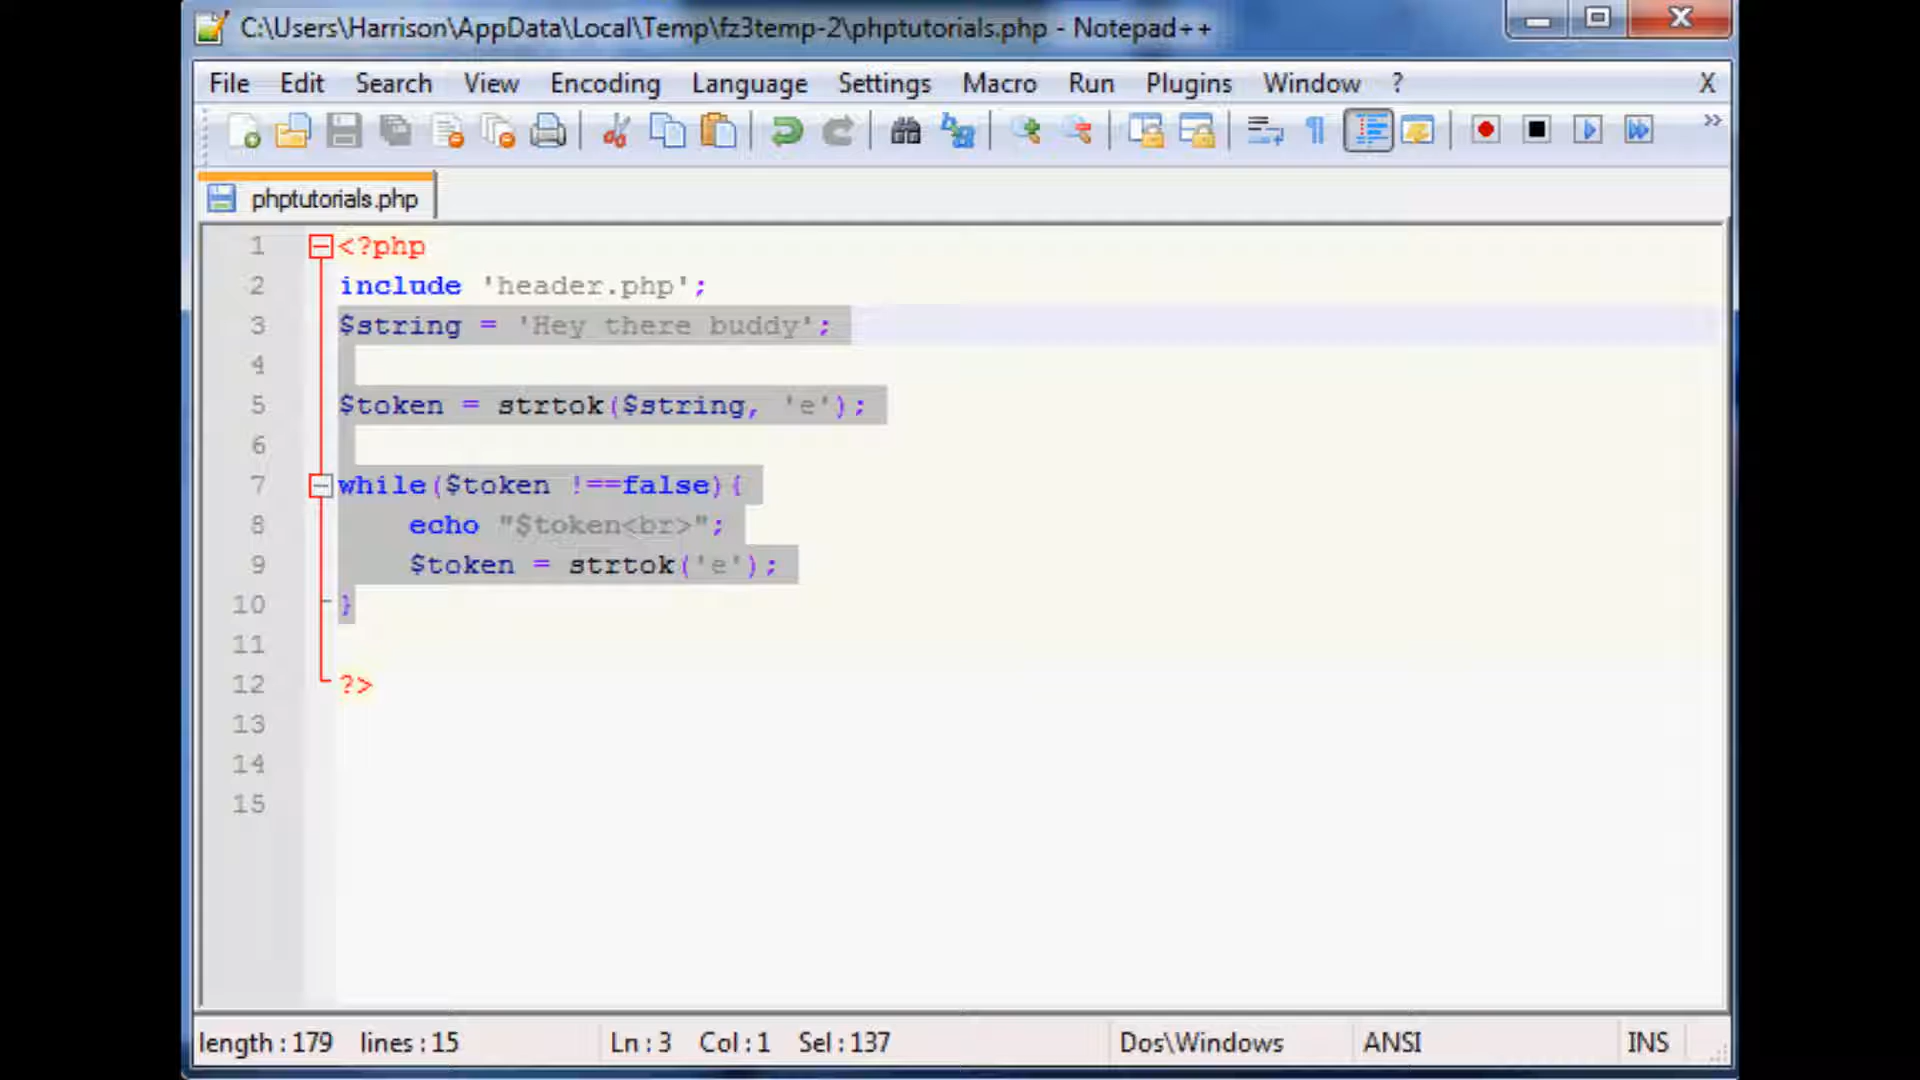 C:\Users\Harrison\AppData\Local\Temp\fz3temp-2\phptutorials.php - Notepad++
File Edit Search View Encoding Language Settings Macro Run Plugins Window ? X
phptutorials.php
1 <?php
2 include 'header.php';
3 $string = 'Hey there buddy';
4
5 $token = strtok($string, 'e');
6
7 while($token !==false){
8 echo "$token<br>";
9 $token = strtok('e');
10 }
11
12 ?>
13
14
15
length:179 lines:15 Ln:3 Col:1 Sel:137 Dos\Windows ANSI INS